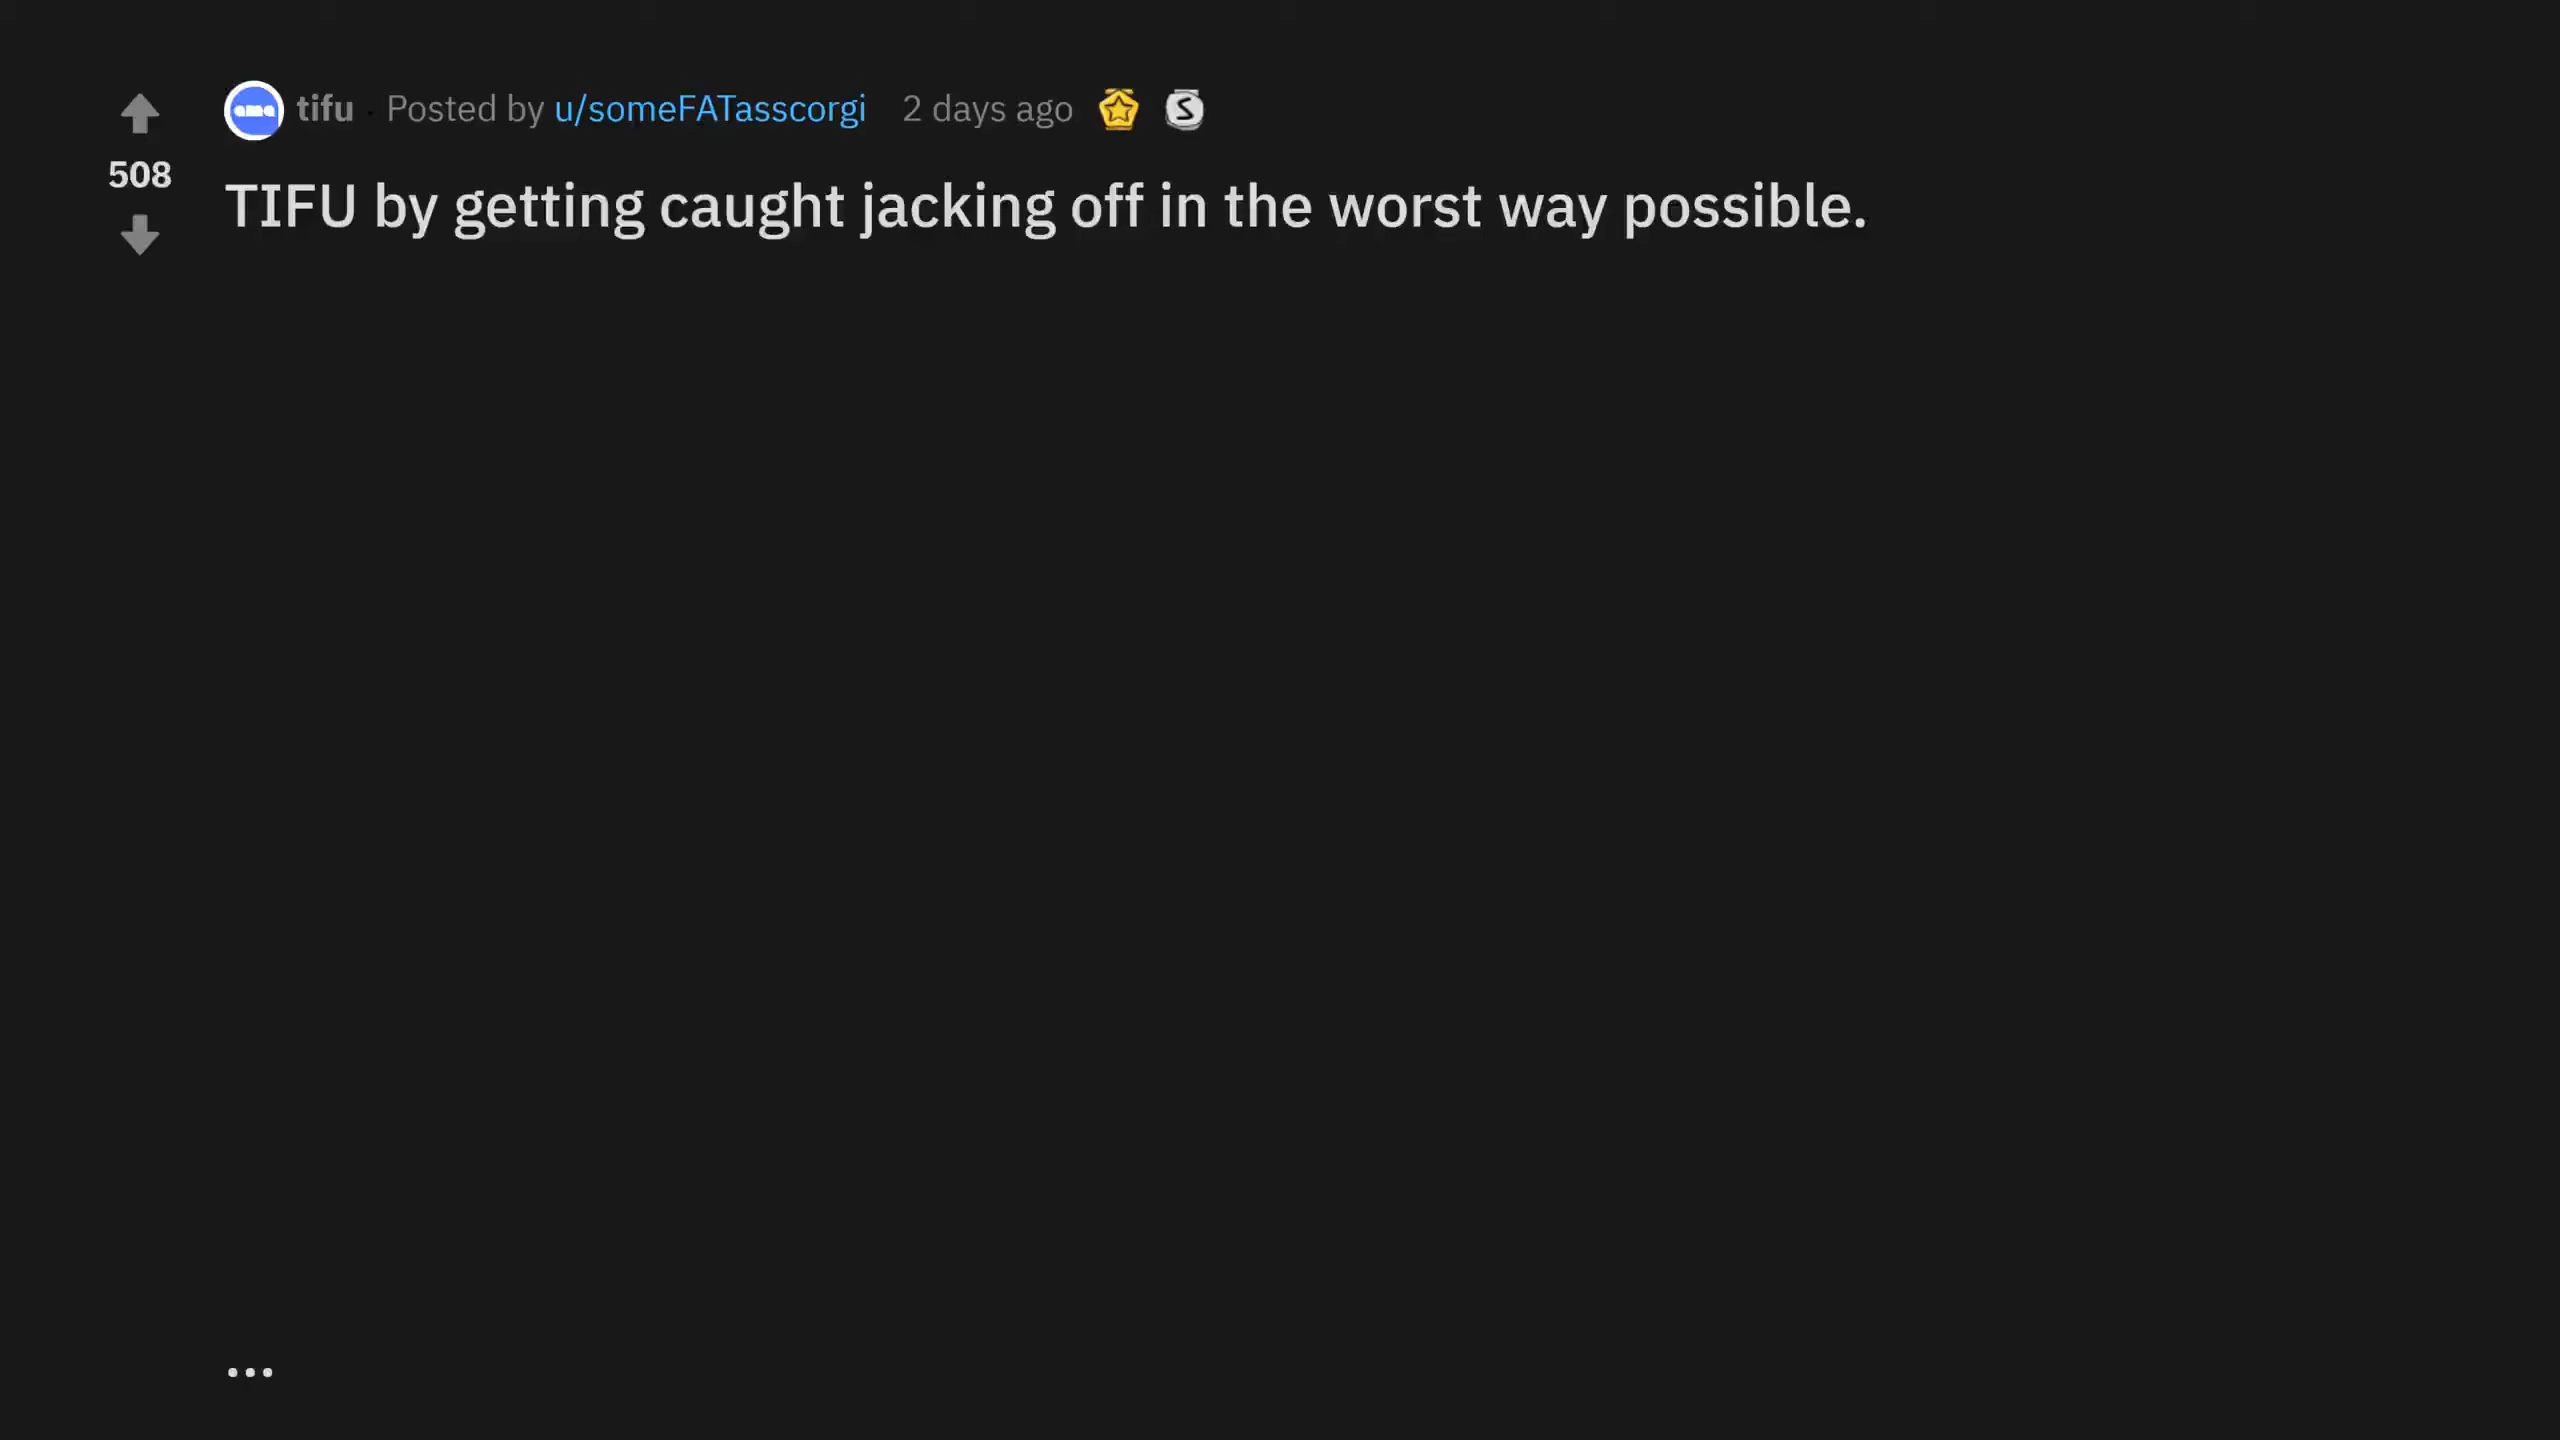 ama tifu · Posted by u/someFATasscorgi 2 days ago S
508
TIFU by getting caught jacking off in the worst way possible.
...